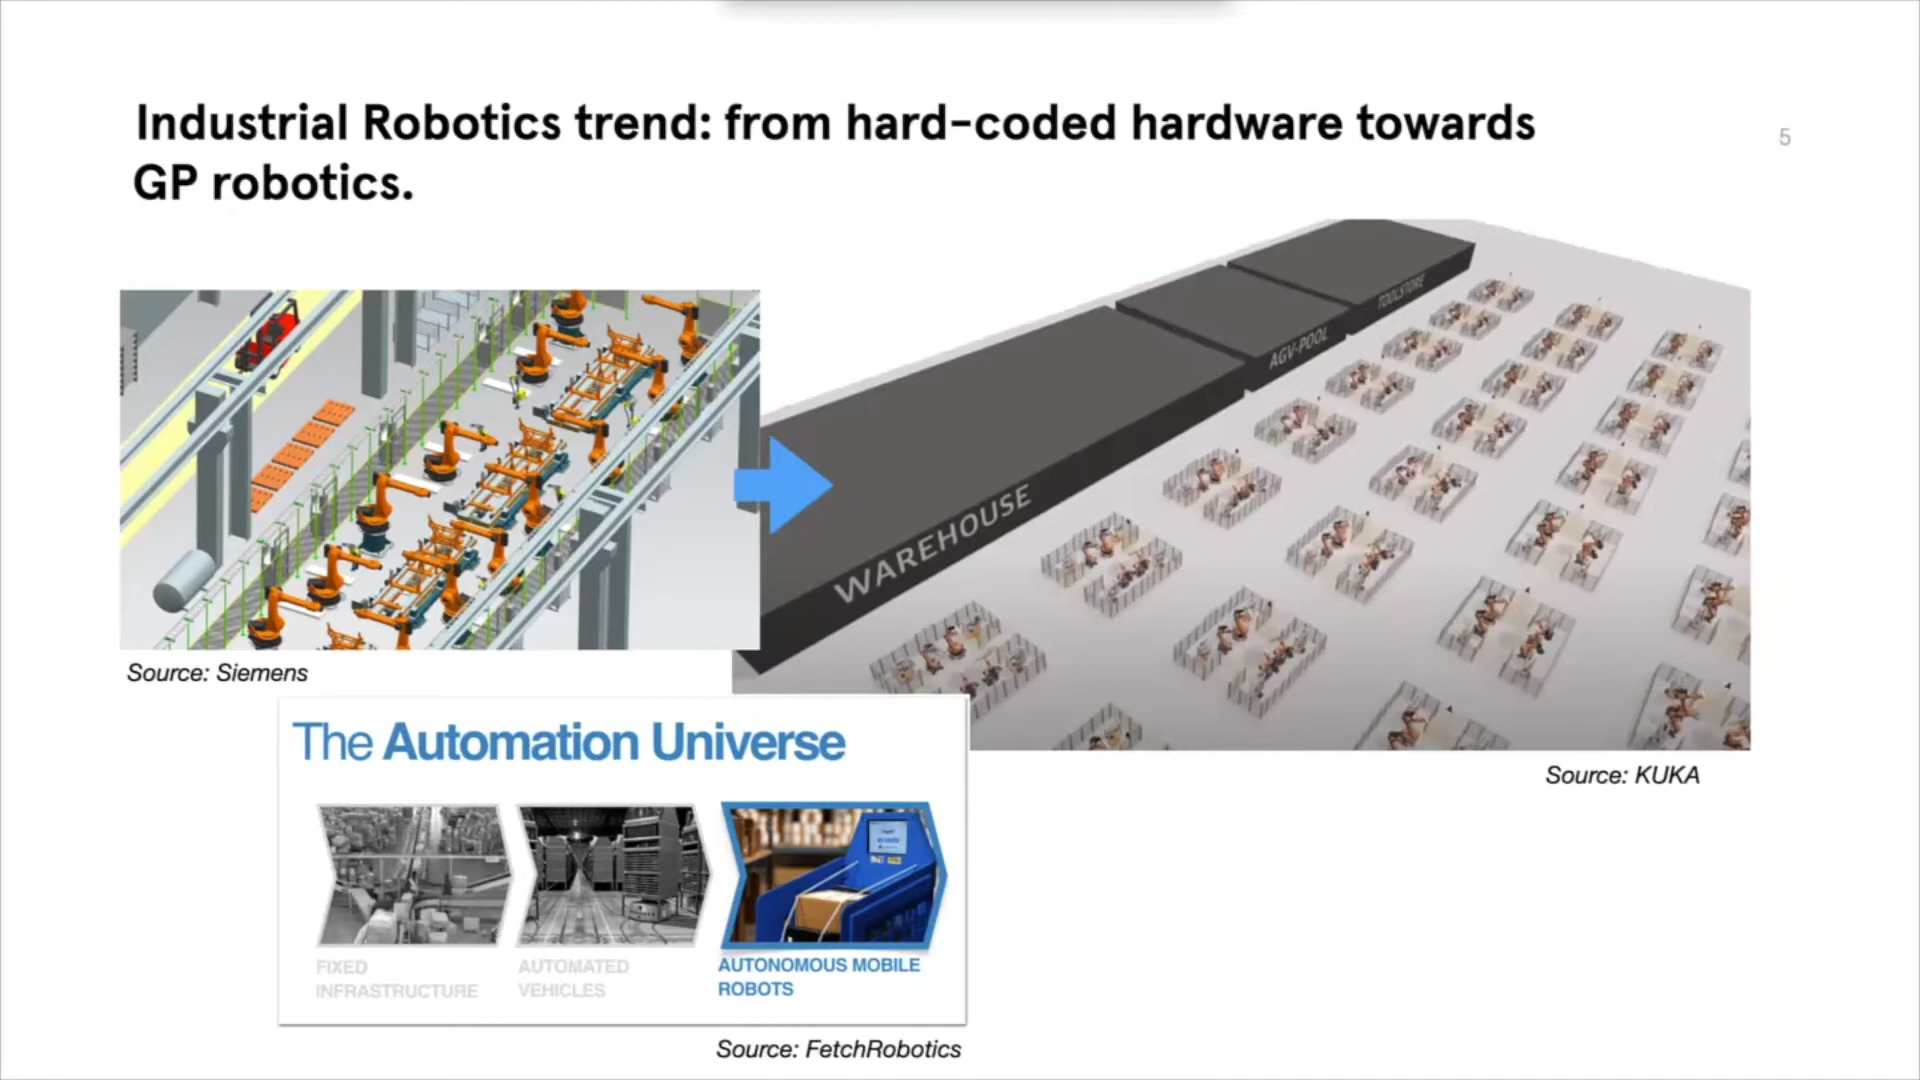 Industrial Robotics trend: from hard-coded hardware towards
GP robotics.
5
TOOLSTORE
AGV-POOL
WAREHOUSE
Source: Siemens
Source: KUKA
The Automation Universe
FIXED
INFRASTRUCTURE
AUTOMATED
VEHICLES
AUTONOMOUS MOBILE
ROBOTS
Source: FetchRobotics